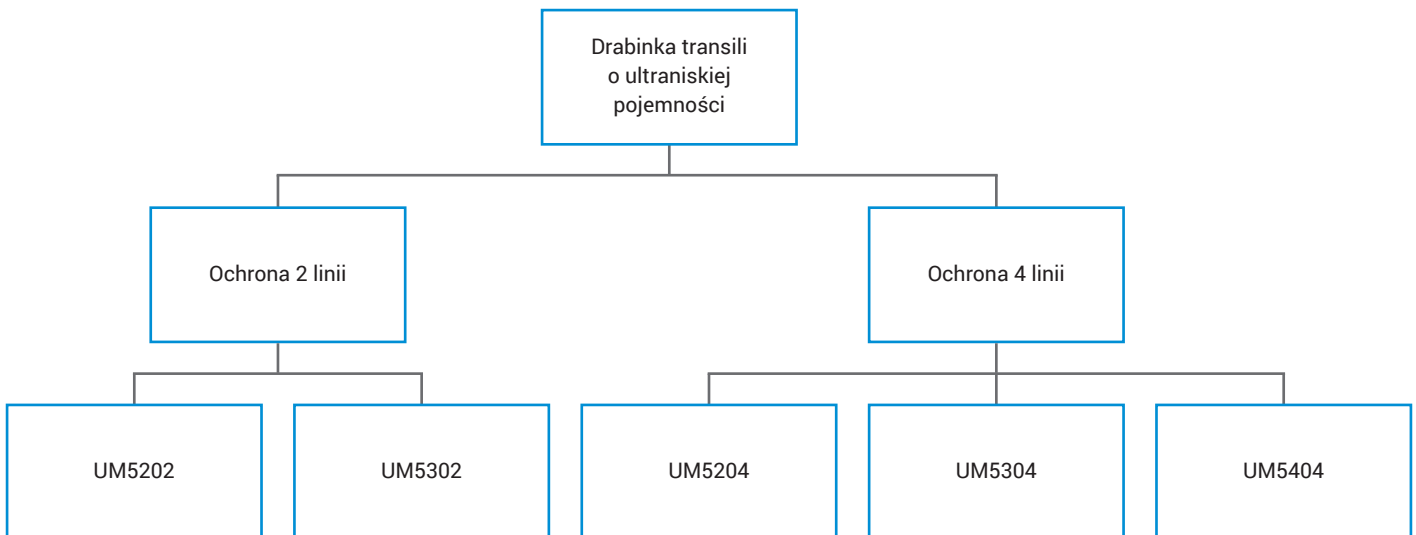 Drabinka transili
o ultraniskiej
pojemności
Ochrona 2 linii
Ochrona 4 linii
UM5202
UM5302
UM5204
UM5304
UM5404